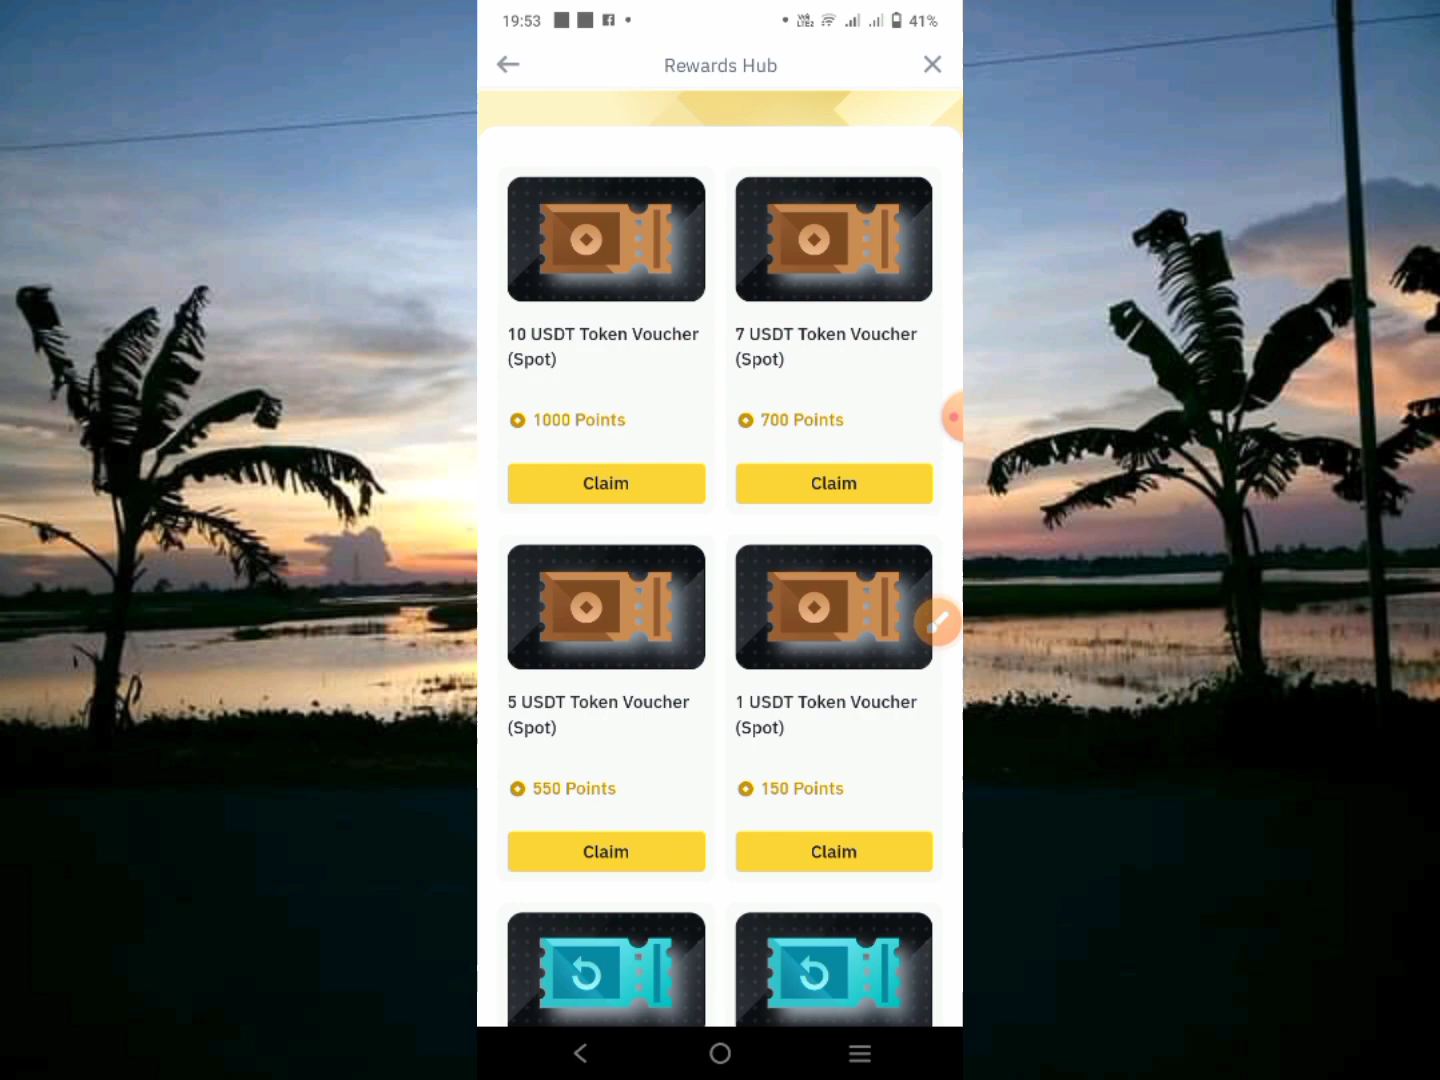 19:53
VoLTE2 41%
Rewards Hub
10 USDT Token Voucher
(Spot)
1000 Points
Claim
7 USDT Token Voucher
(Spot)
700 Points
Claim
5 USDT Token Voucher
(Spot)
550 Points
Claim
1 USDT Token Voucher
(Spot)
150 Points
Claim